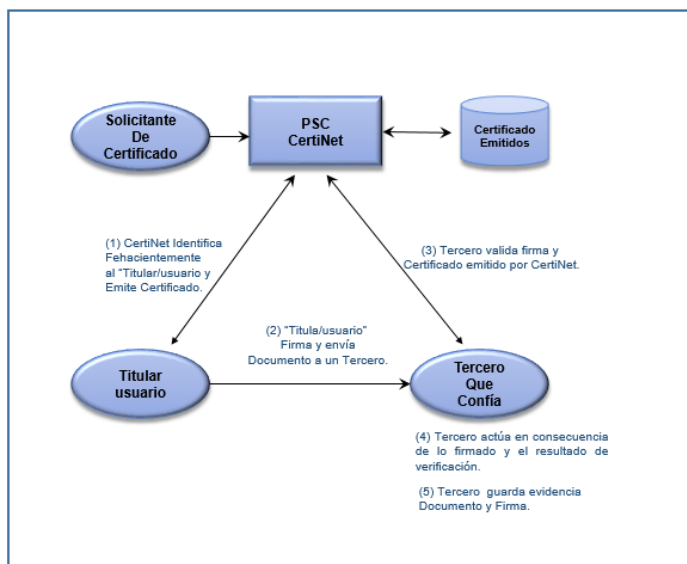 Solicitante
De
Certificado
PSC
CertiNet
Certificado
Emitidos
(1) CertiNet Identifica
Fehacientemente
al “Titular/usuario y
Emite Certificado.
(3) Tercero valida firma y
Certificado emitido por CertiNet.
(2) “Titula/usuario”
Firma y envía
Documento a un Tercero.
Titular
usuario
Tercero
Que
Confía
(4) Tercero actúa en consecuencia
de lo firmado y el resultado de
verificación.
(5) Tercero guarda evidencia
Documento y Firma.